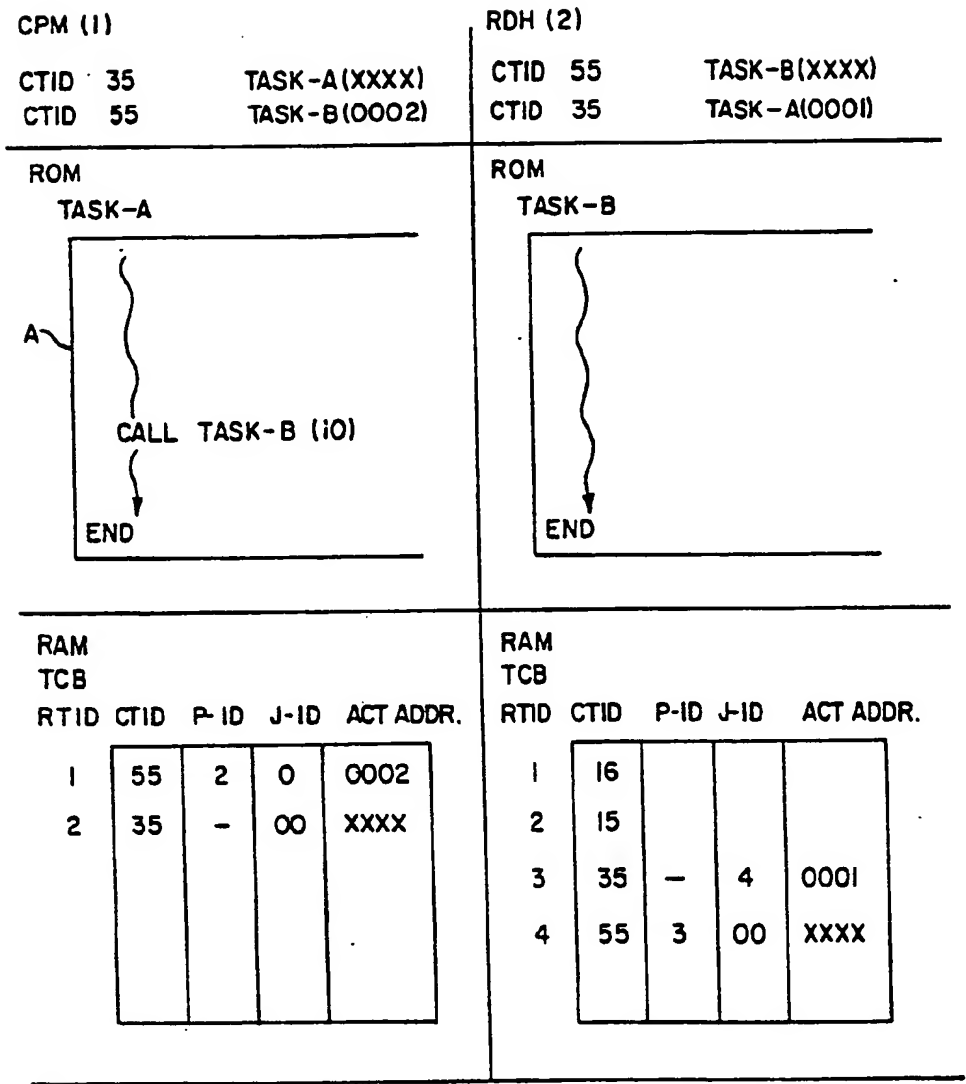 CPM (1)
CTID 35 TASK-A(XXXX)
CTID 55 TASK-B(0002)
RDH (2)
CTID 55 TASK-B(XXXX)
CTID 35 TASK-A(0001)
ROM
TASK-A
A
CALL TASK-B (i0)
END
ROM
TASK-B
END
RAM
TCB
RTID CTID P-ID J-ID ACT ADDR.
1 55 2 0 0002
2 35 – 00 XXXX
RAM
TCB
RTID CTID P-ID J-ID ACT ADDR.
1 16
2 15
3 35 – 4 0001
4 55 3 00 XXXX